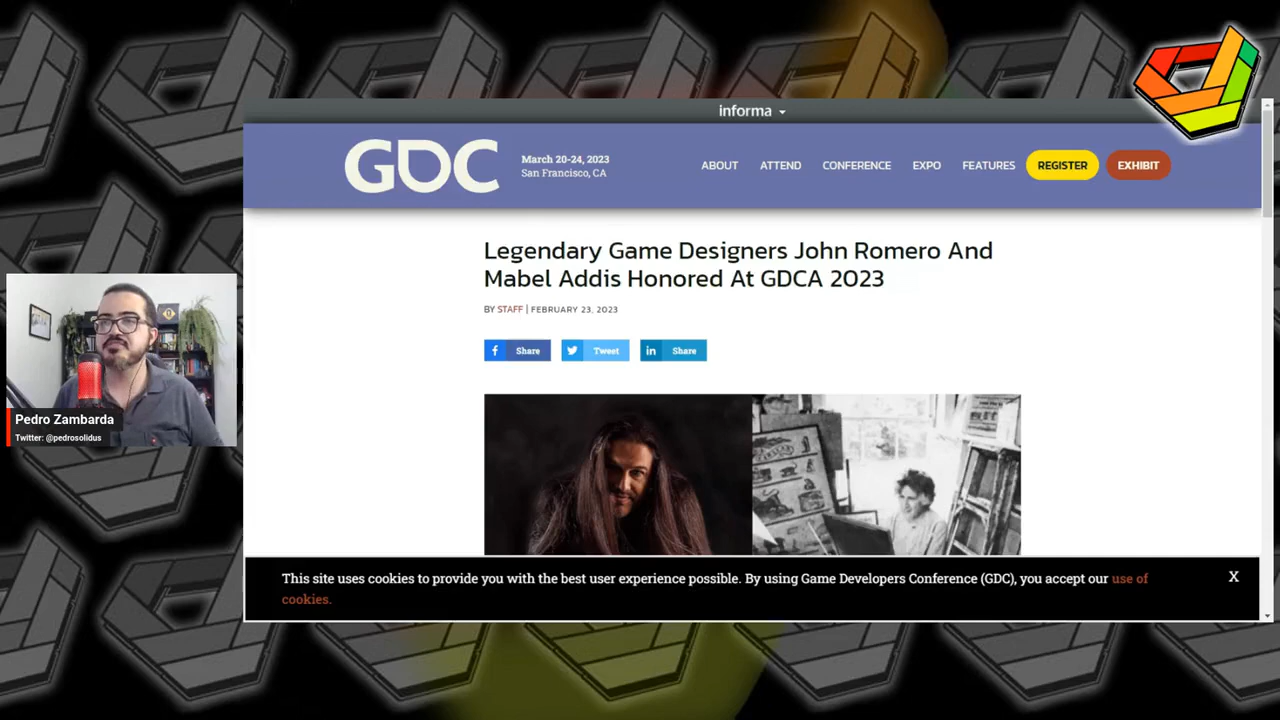 informa
GDC
March 20-24, 2023
San Francisco, CA
ABOUT
ATTEND
CONFERENCE
EXPO
FEATURES
REGISTER
EXHIBIT
Legendary Game Designers John Romero And
Mabel Addis Honored At GDCA 2023
BY STAFF | FEBRUARY 23, 2023
Share
Tweet
Share
Pedro Zambarda
Twitter: @pedrosolidus
This site uses cookies to provide you with the best user experience possible. By using Game Developers Conference (GDC), you accept our use of
cookies.
X